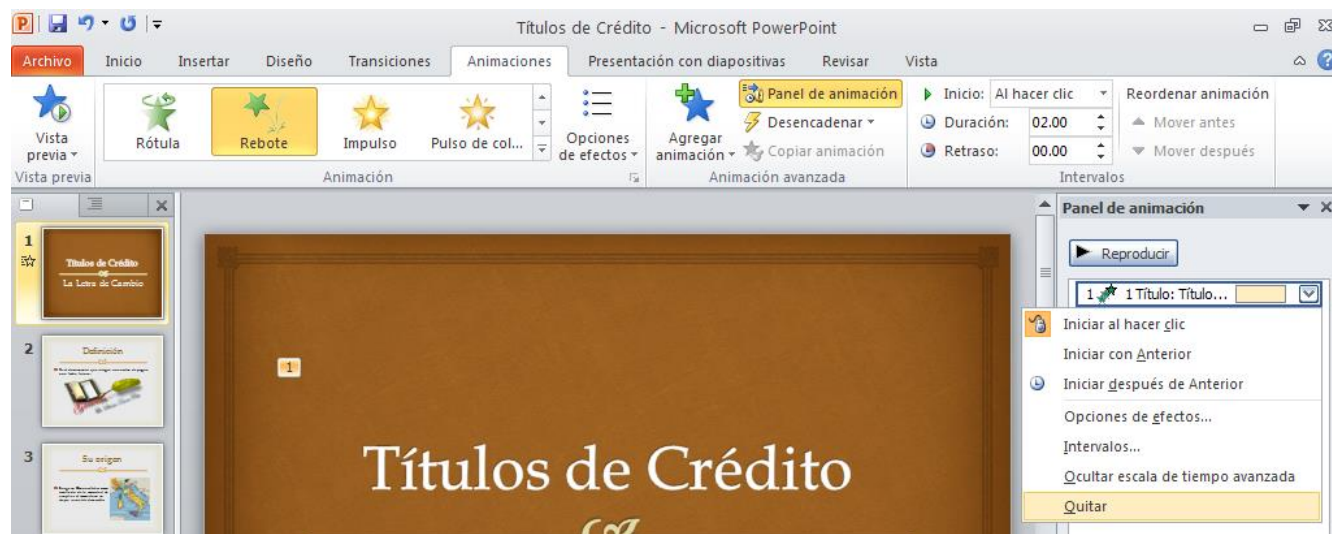 Títulos de Crédito - Microsoft PowerPoint
Archivo Inicio Insertar Diseño Transiciones Animaciones Presentación con diapositivas Revisar Vista
Vista previa
Rótula Rebote Impulso Pulso de col...
Opciones de efectos
Agregar animación
Panel de animación
Desencadenar
Copiar animación
Inicio: Al hacer clic
Duración: 02.00
Retraso: 00.00
Reordenar animación
Mover antes
Mover después
Vista previa Animación Animación avanzada Intervalos
1
Títulos de Crédito
La Letra de Cambio
2
Definición
3
Su origen
1
Títulos de Crédito
Panel de animación
Reproducir
1 1 Título: Título...
Iniciar al hacer clic
Iniciar con Anterior
Iniciar después de Anterior
Opciones de efectos...
Intervalos...
Ocultar escala de tiempo avanzada
Quitar